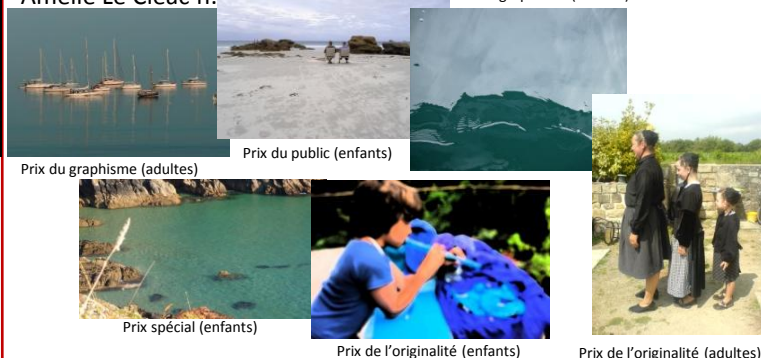 Prix du public (enfants)
Prix du graphisme (adultes)
Prix spécial (enfants)
Prix de l'originalité (enfants)
Prix de l'originalité (adultes)